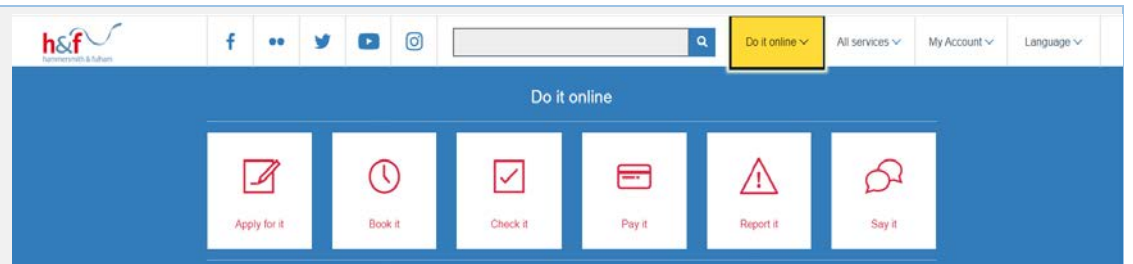 h&f
hammersmith & fulham
Do it online
All services
My Account
Language
Do it online
Apply for it
Book it
Check it
Pay it
Report it
Say it